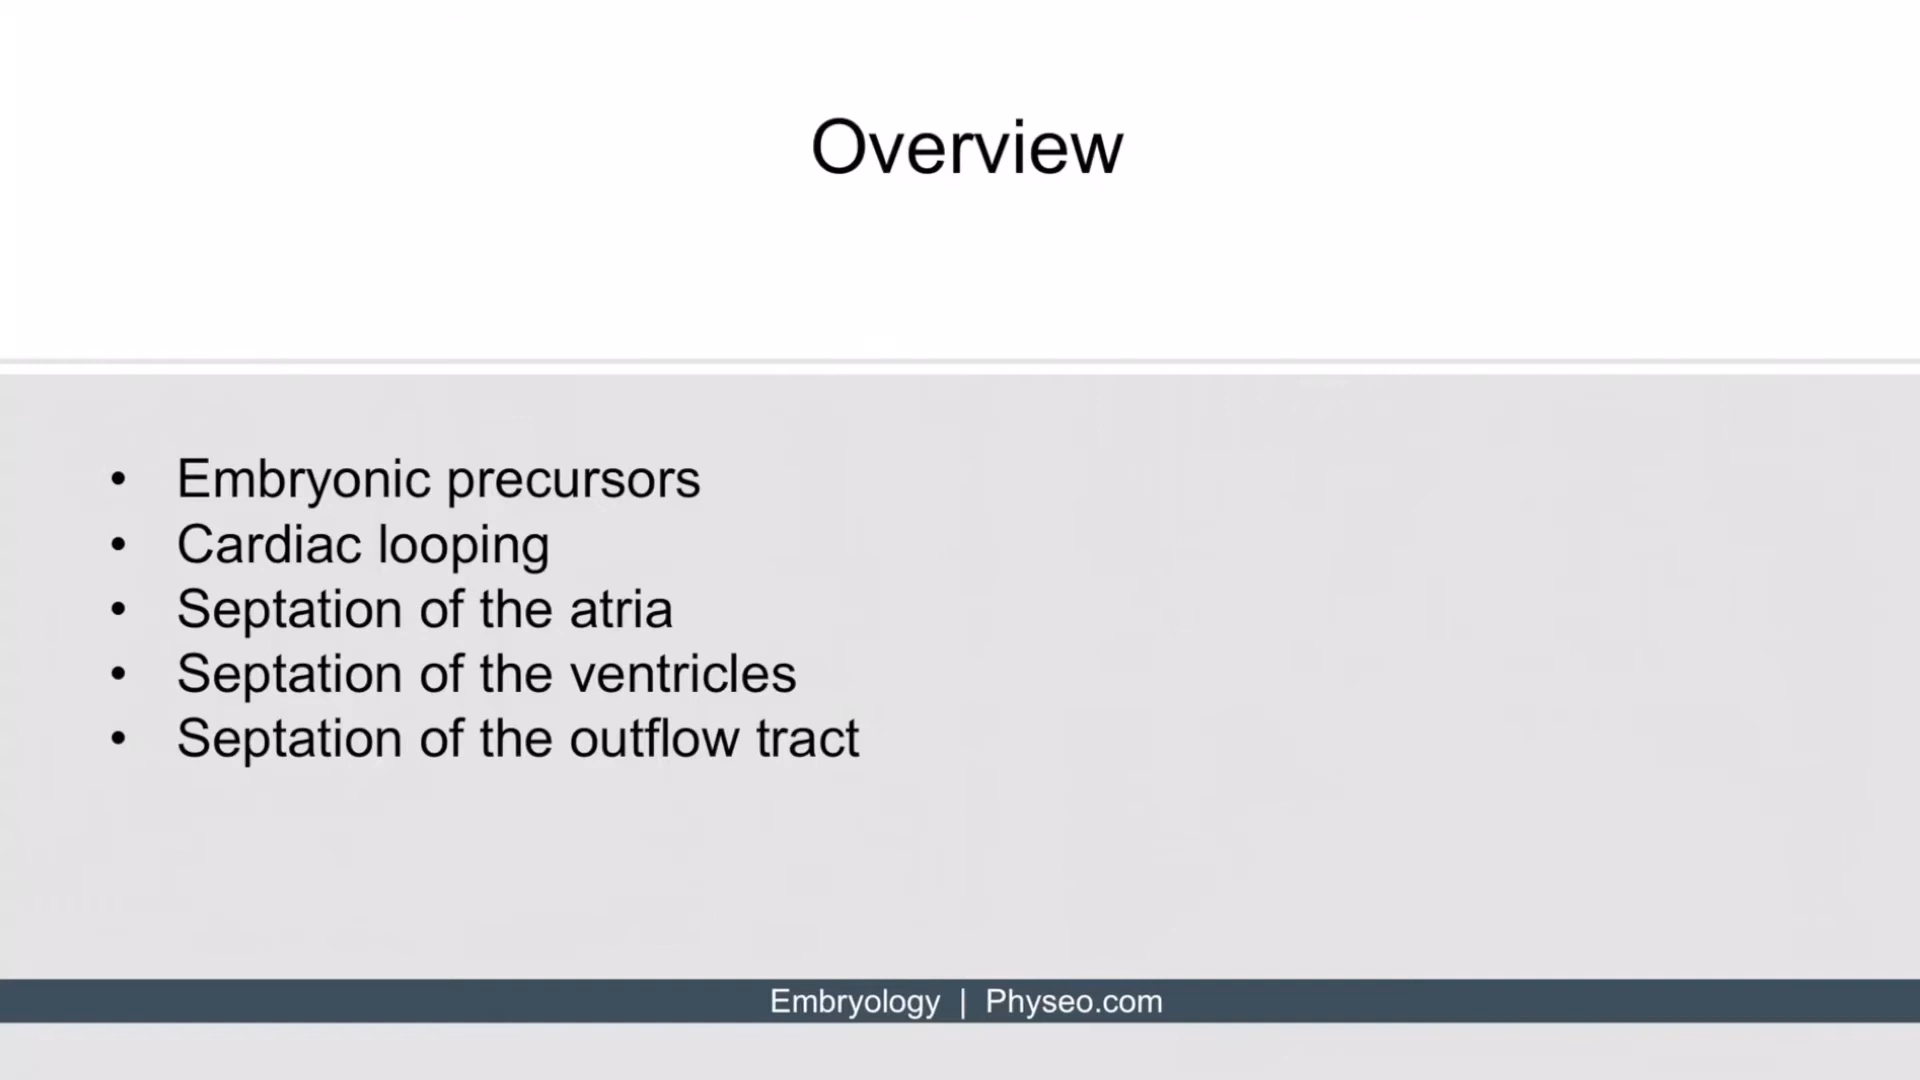 Overview
• Embryonic precursors
• Cardiac looping
• Septation of the atria
• Septation of the ventricles
• Septation of the outflow tract
Embryology | Physeo.com